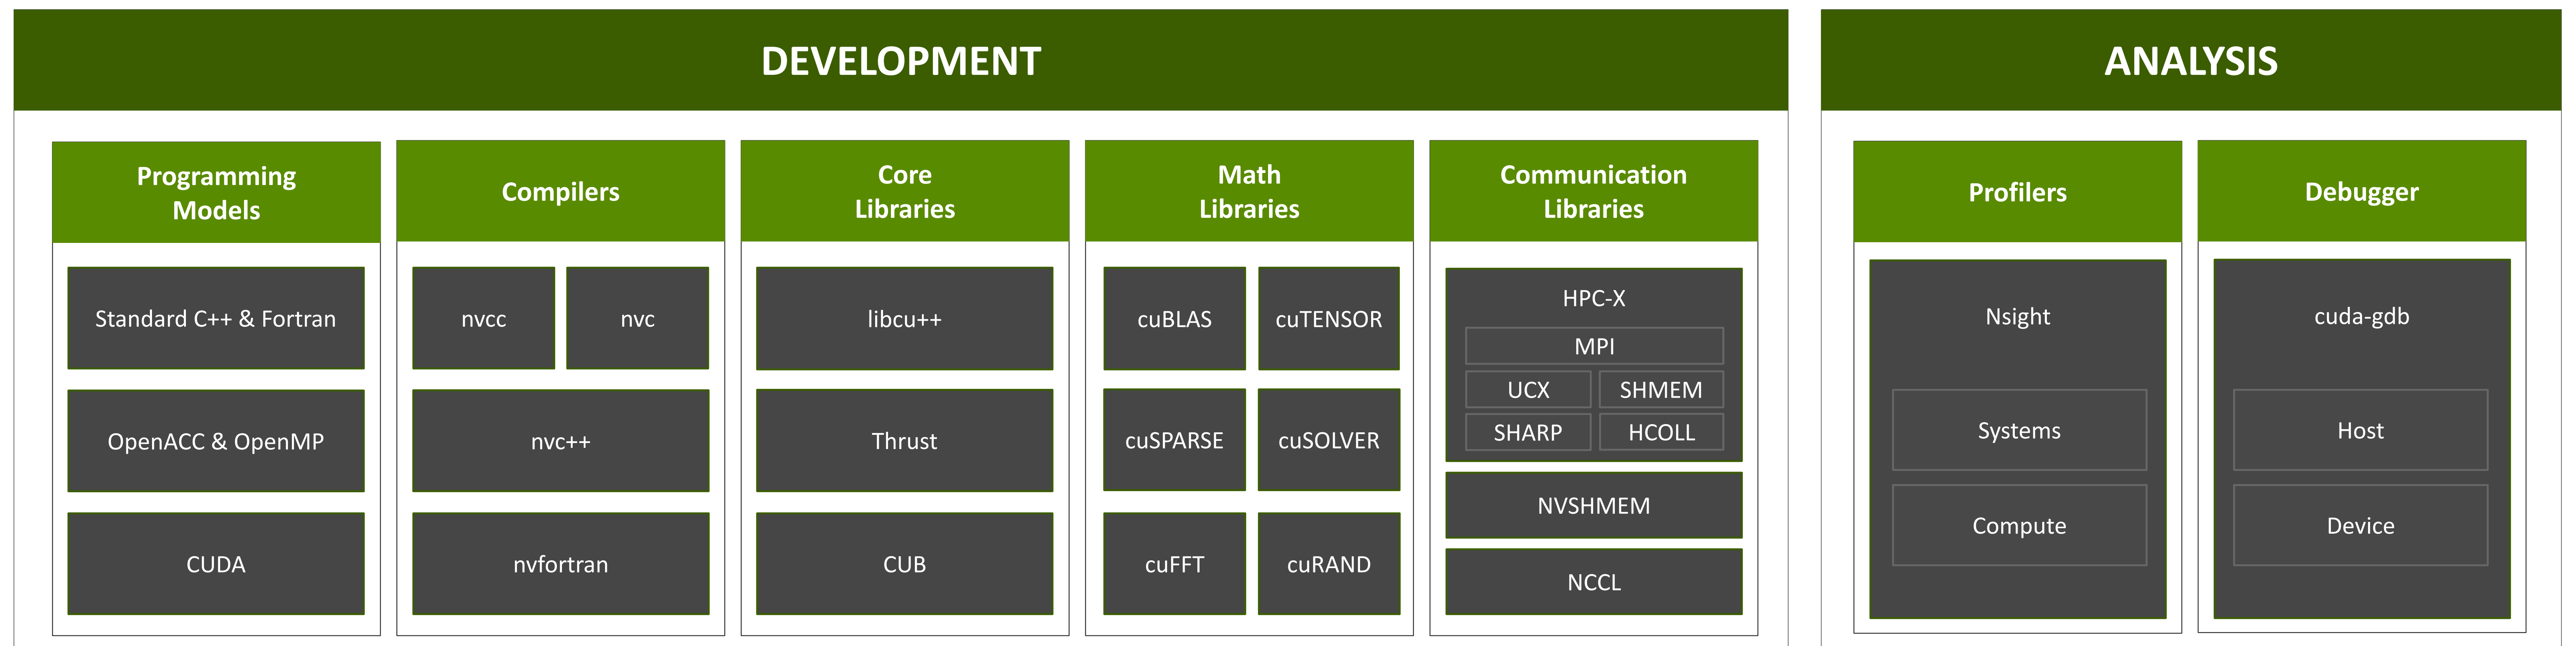 DEVELOPMENT
Programming
Models
Standard C++ & Fortran
OpenACC & OpenMP
CUDA
Compilers
nvcc
nvc
nvc++
nvfortran
Core
Libraries
libcu++
Thrust
CUB
Math
Libraries
cuBLAS
cuTENSOR
cuSPARSE
cuSOLVER
cuFFT
cuRAND
Communication
Libraries
HPC-X
MPI
UCX
SHMEM
SHARP
HCOLL
NVSHMEM
NCCL
ANALYSIS
Profilers
Nsight
Systems
Compute
Debugger
cuda-gdb
Host
Device